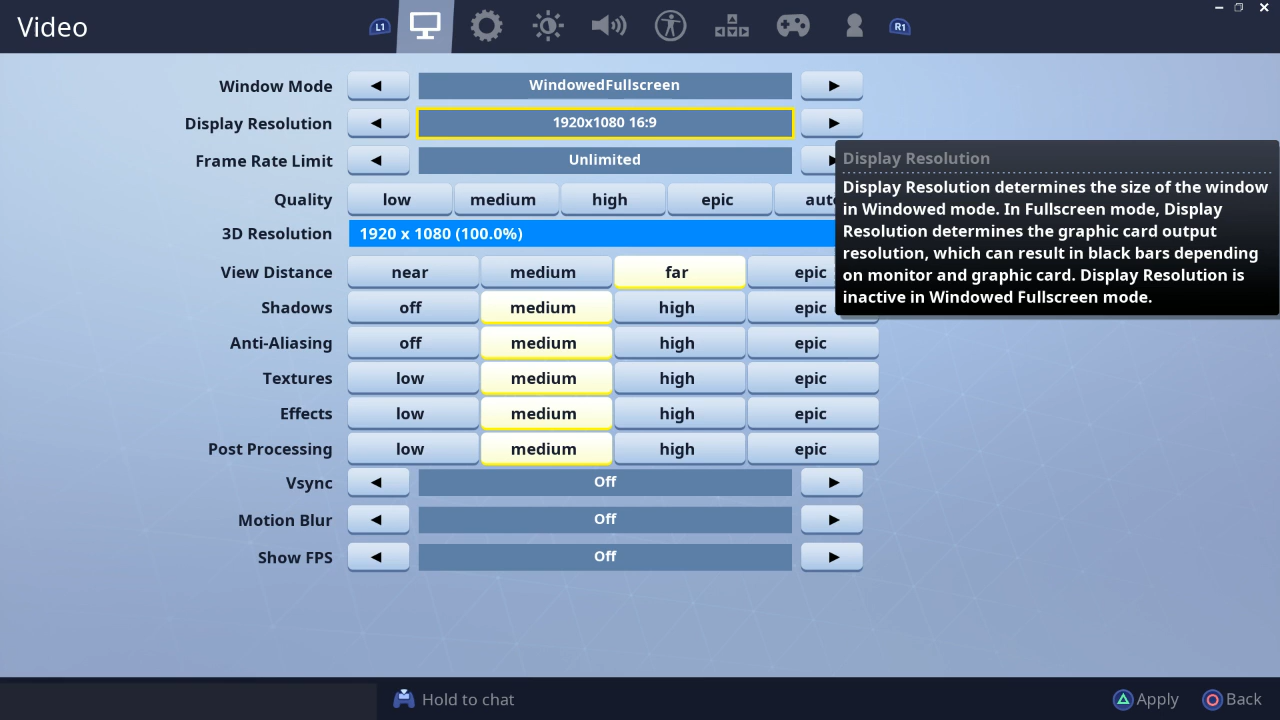 Video
L1
R1
Window Mode
WindowedFullscreen
Display Resolution
1920x1080 16:9
Frame Rate Limit
Unlimited
Display Resolution
Display Resolution determines the size of the window
in Windowed mode. In Fullscreen mode, Display
Resolution determines the graphic card output
resolution, which can result in black bars depending
on monitor and graphic card. Display Resolution is
inactive in Windowed Fullscreen mode.
Quality
low medium high epic
3D Resolution
1920 x 1080 (100.0%)
View Distance
near medium far epic
Shadows
off medium high epic
Anti-Aliasing
off medium high epic
Textures
low medium high epic
Effects
low medium high epic
Post Processing
low medium high epic
Vsync
Off
Motion Blur
Off
Show FPS
Off
Hold to chat
Apply
Back